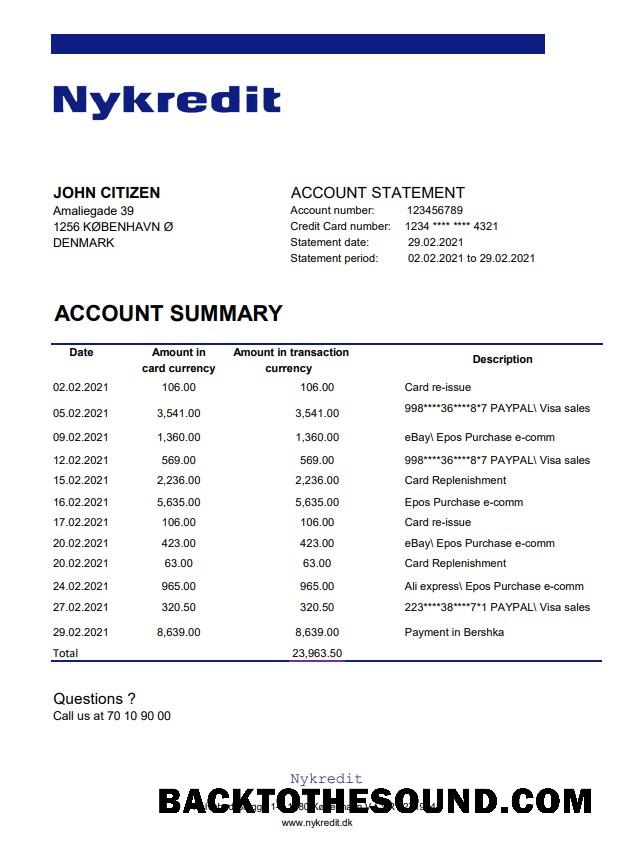 Nykredit
JOHN CITIZEN
Amaliegade 39
1256 KØBENHAVN Ø
DENMARK
ACCOUNT STATEMENT
Account number: 123456789
Credit Card number: 1234 **** **** 4321
Statement date: 29.02.2021
Statement period: 02.02.2021 to 29.02.2021
ACCOUNT SUMMARY
Date Amount in card currency Amount in transaction currency Description
02.02.2021 106.00 106.00 Card re-issue
05.02.2021 3,541.00 3,541.00 998****36****8*7 PAYPAL\ Visa sales
09.02.2021 1,360.00 1,360.00 eBay\ Epos Purchase e-comm
12.02.2021 569.00 569.00 998****36****8*7 PAYPAL\ Visa sales
15.02.2021 2,236.00 2,236.00 Card Replenishment
16.02.2021 5,635.00 5,635.00 Epos Purchase e-comm
17.02.2021 106.00 106.00 Card re-issue
20.02.2021 423.00 423.00 eBay\ Epos Purchase e-comm
20.02.2021 63.00 63.00 Card Replenishment
24.02.2021 965.00 965.00 Ali express\ Epos Purchase e-comm
27.02.2021 320.50 320.50 223****38****7*1 PAYPAL\ Visa sales
29.02.2021 8,639.00 8,639.00 Payment in Bershka
Total 23,963.50
Questions ?
Call us at 70 10 90 00
Nykredit
BACKTOTHESOUND.COM
www.nykredit.dk